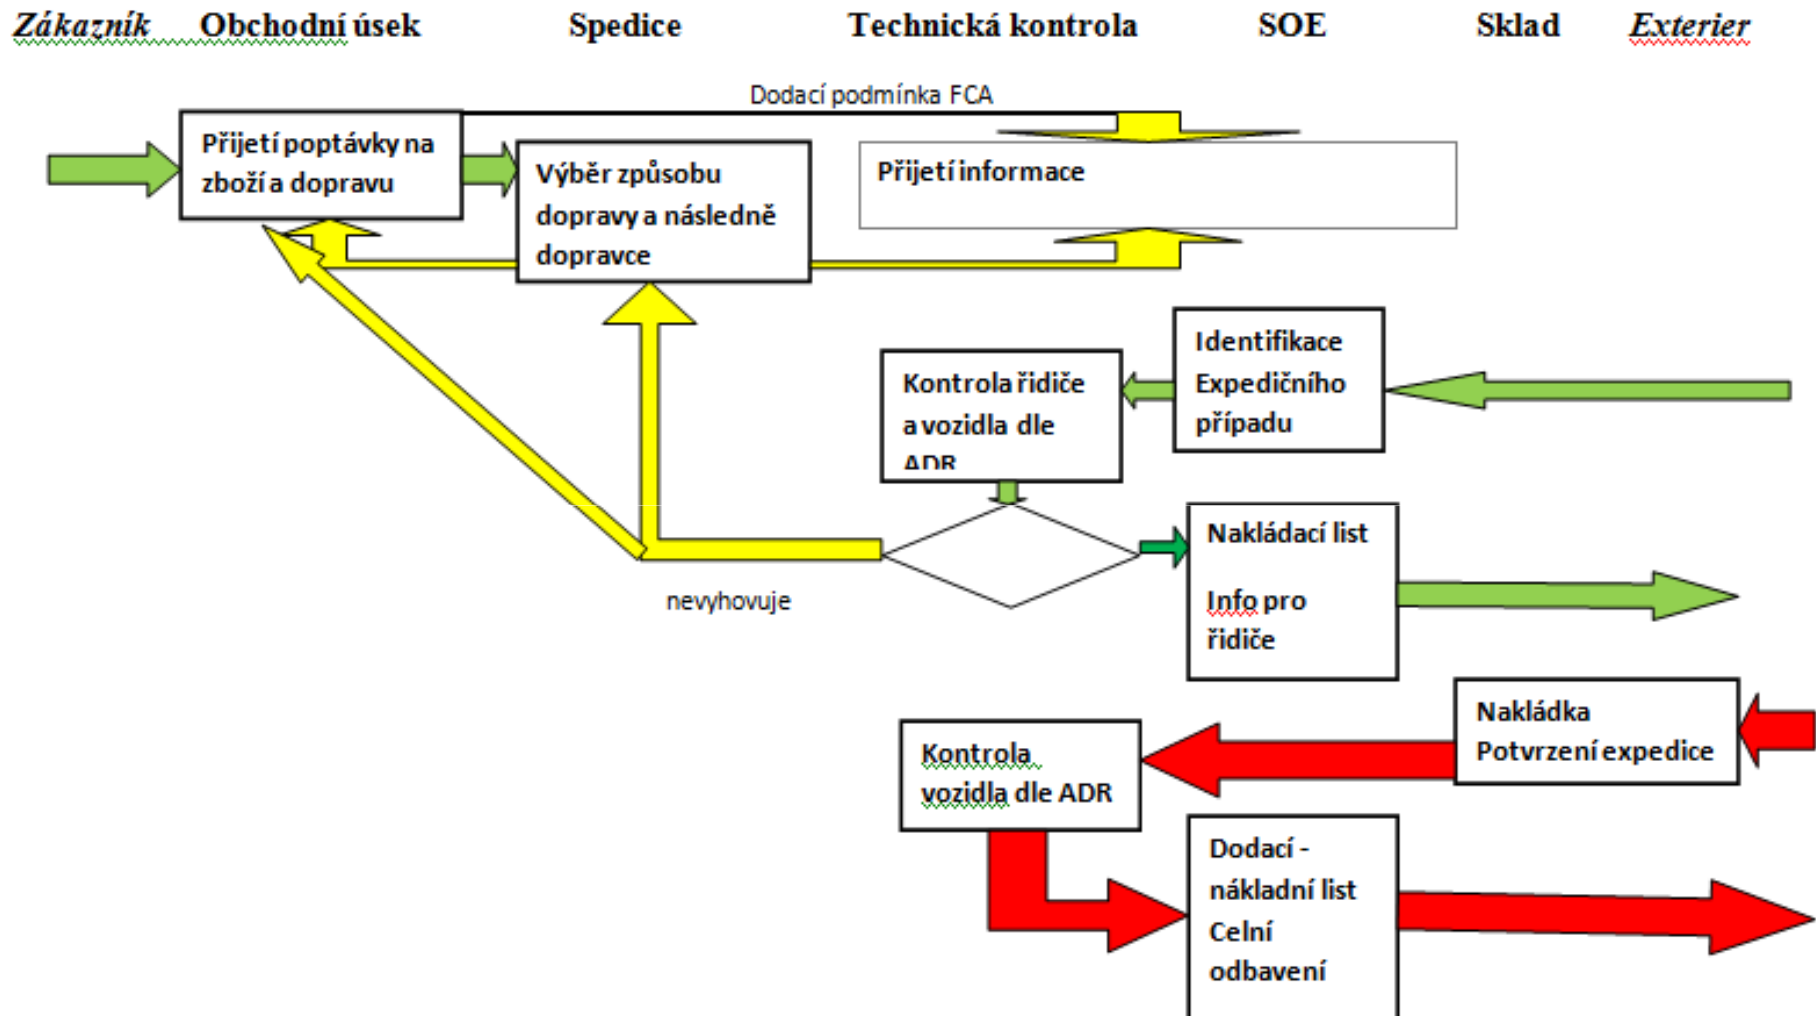 Zákazník Obchodní úsek Spedice Technická kontrola SOE Sklad Exterier
Dodací podmínka FCA
Přijetí poptávky na
zboží a dopravu
Výběr způsobu
dopravy a následně
dopravce
Přijetí informace
Identifikace
Expedičního
případu
Kontrola řidiče
a vozidla dle
ADR
Nakládací list
Info pro
řidiče
nevyhovuje
Nakládka
Potvrzení expedice
Kontrola
vozidla dle ADR
Dodací -
nákladní list
Celní
odbavení